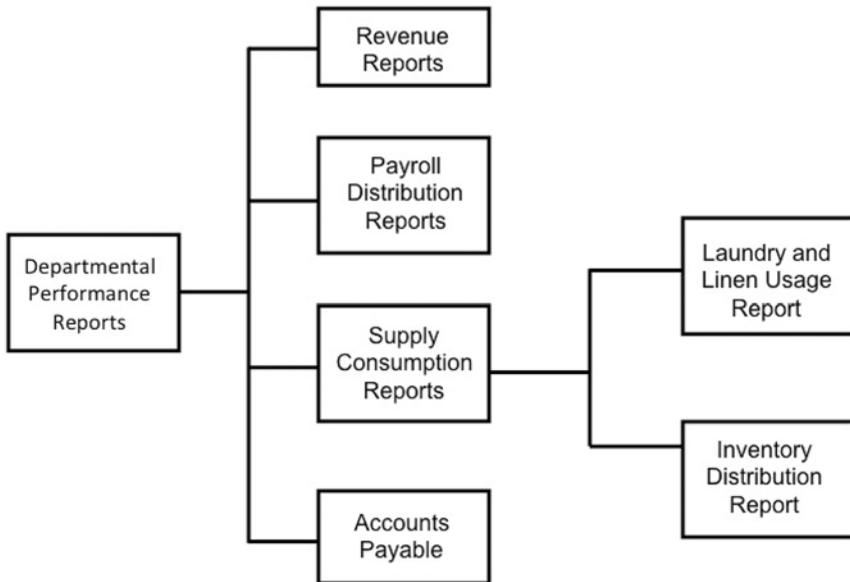 Revenue
Reports
Payroll
Distribution
Reports
Departmental
Performance
Reports
Supply
Consumption
Reports
Accounts
Payable
Laundry and
Linen Usage
Report
Inventory
Distribution
Report